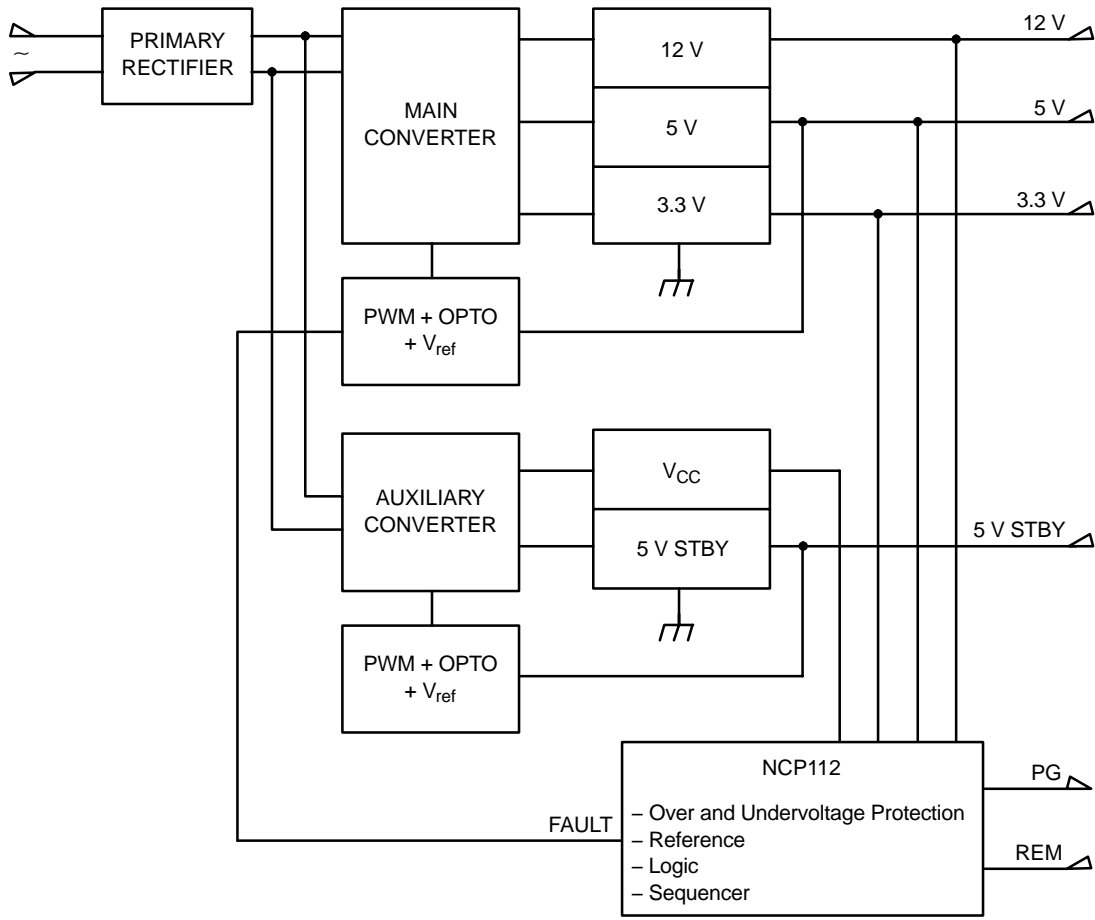 12 V
PRIMARY
RECTIFIER
~
MAIN
CONVERTER
12 V
5 V
5 V
3.3 V
3.3 V
PWM + OPTO
+ Vref
AUXILIARY
CONVERTER
VCC
5 V STBY
5 V STBY
PWM + OPTO
+ Vref
NCP112
– Over and Undervoltage Protection
– Reference
– Logic
– Sequencer
FAULT
PG
REM